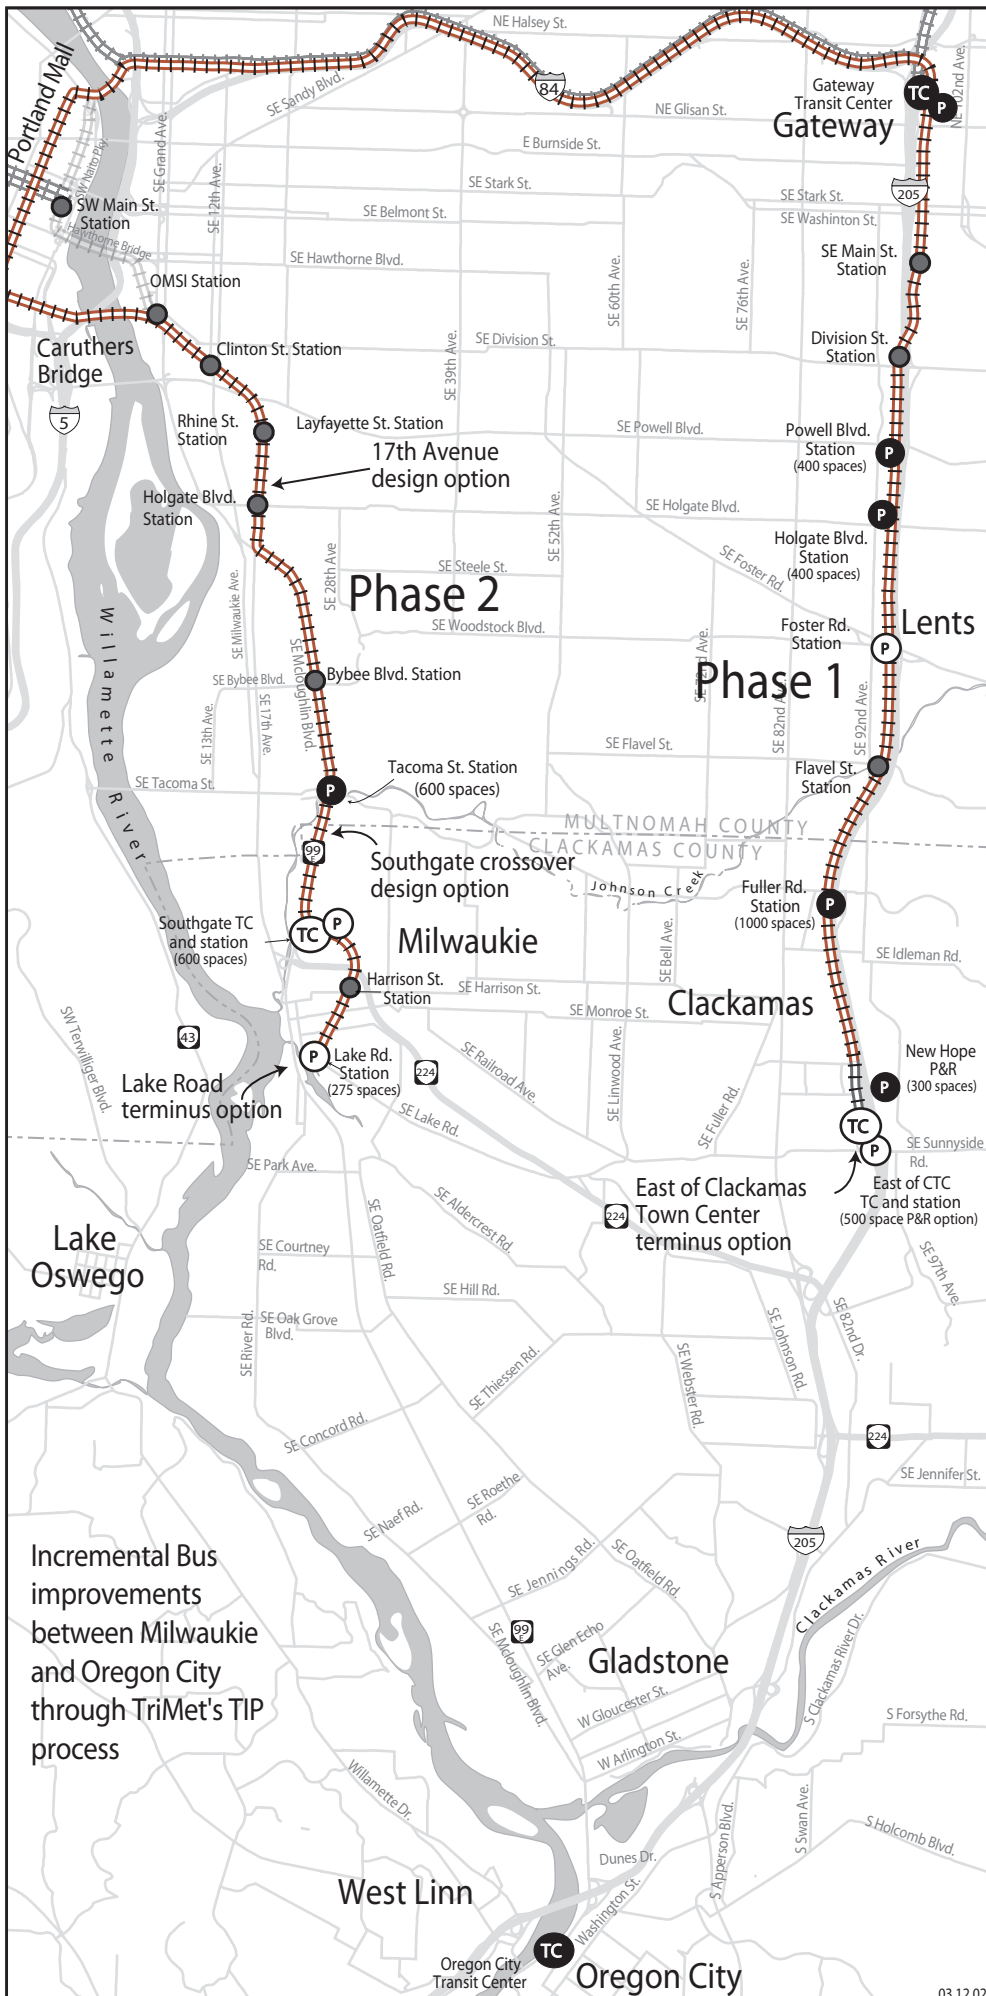 NE Halsey St.
Portland Mall
SE Sandy Blvd.
84
NE Glisan St.
Gateway
Transit Center
TC
P
Gateway
NE 102nd Ave.
SE Grand Ave.
SW Naito Pky.
SE 12th Ave.
E Burnside St.
SE Stark St.
SE Stark St.
205
SW Main St.
Station
SE Belmont St.
SE Washinton St.
Hawthorne Bridge
SE Hawthorne Blvd.
SE 60th Ave.
SE 76th Ave.
SE Main St.
Station
OMSI Station
SE 39th Ave.
SE Division St.
Division St.
Station
Caruthers
Bridge
Clinton St. Station
5
Rhine St.
Station
Layfayette St. Station
SE Powell Blvd.
Powell Blvd.
Station
(400 spaces)
P
17th Avenue
design option
Holgate Blvd.
Station
SE 52th Ave.
SE Holgate Blvd.
P
Holgate Blvd.
Station
(400 spaces)
SE Foster Rd.
SE 28th Ave
SE Steele St.
Phase 2
SE Milwaukie Ave.
Willamette River
SE Woodstock Blvd.
Foster Rd.
Station
P
Lents
SE Mcloughlin Blvd.
SE Bybee Blvd.
Bybee Blvd. Station
SE 72nd Ave.
Phase 1
SE 82nd Ave.
SE 92nd Ave.
SE 13th Ave.
SE 17th Ave.
SE Flavel St.
Flavel St.
Station
SE Tacoma St.
P
Tacoma St. Station
(600 spaces)
MULTNOMAH COUNTY
CLACKAMAS COUNTY
99
E
Southgate crossover
design option
Johnson Creek
Fuller Rd.
Station
(1000 spaces)
P
Southgate TC
and station
(600 spaces)
TC
P
Milwaukie
SE Bell Ave.
SE Idleman Rd.
Harrison St.
Station
SE Harrison St.
Clackamas
SE Monroe St.
SW Terwilliger Blvd.
43
P
Lake Rd.
Station
(275 spaces)
224
SE Railroad Ave.
SE Linwood Ave.
SE Fuller Rd.
New Hope
P&R
(300 spaces)
P
Lake Road
terminus option
SE Lake Rd.
TC
P
SE Sunnyside
Rd.
SE Park Ave.
East of CTC
TC and station
(500 space P&R option)
East of Clackamas
Town Center
terminus option
224
SE Aldercrest Rd.
SE Oatfield Rd.
Lake
Oswego
SE Courtney
Rd.
SE 97th Ave.
SE Hill Rd.
SE River Rd.
SE Oak Grove
Blvd.
SE 82nd Dr.
SE Johnson Rd.
SE Thiessen Rd.
SE Webster Rd.
SE Concord Rd.
224
SE Jennifer St.
SE Roethe
Rd.
SE Naef Rd.
205
Clackamas River
SE Jennings Rd.
SE Oatfield Rd.
Incremental Bus
improvements
between Milwaukie
and Oregon City
through TriMet's TIP
process
99
E
SE Mcloughlin Blvd.
SE Glen Echo
Ave.
Gladstone
S Clackamas River Dr.
W Gloucester St.
S Forsythe Rd.
W Arlington St.
Willamette Dr.
S Swan Ave.
S Apperson Blvd.
S Holcomb Blvd.
Dunes Dr.
West Linn
Washington St.
Oregon City
Transit Center
TC
Oregon City
03.12.02